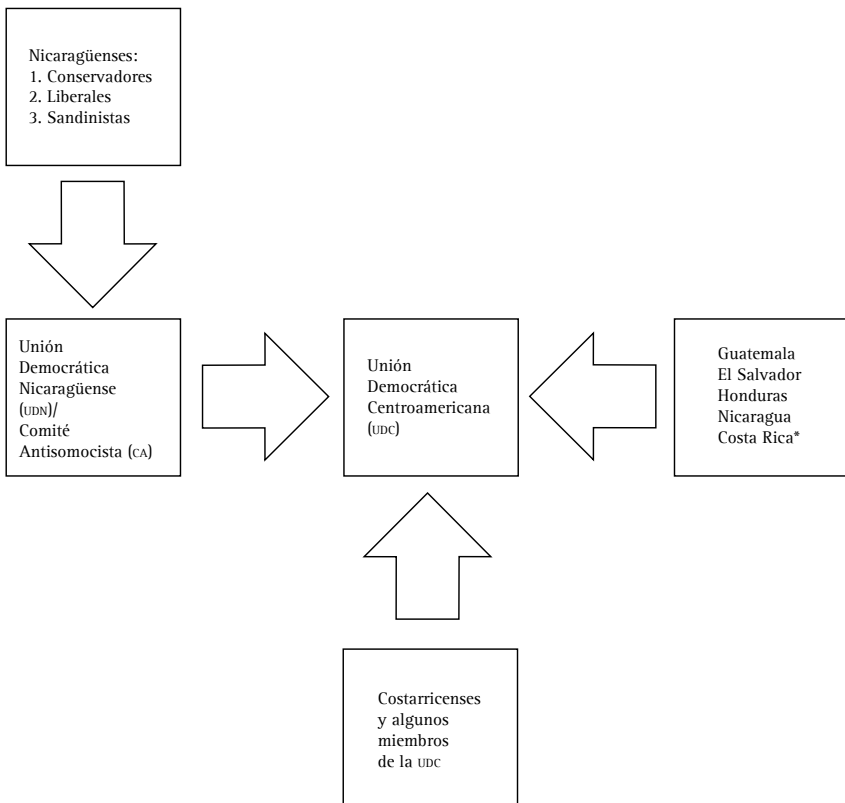 Nicaragüenses:
1. Conservadores
2. Liberales
3. Sandinistas
Unión
Democrática
Nicaragüense
(UDN)/
Comité
Antisomocista (CA)
Unión
Democrática
Centroamericana
(UDC)
Guatemala
El Salvador
Honduras
Nicaragua
Costa Rica*
Costarricenses
y algunos
miembros
de la UDC